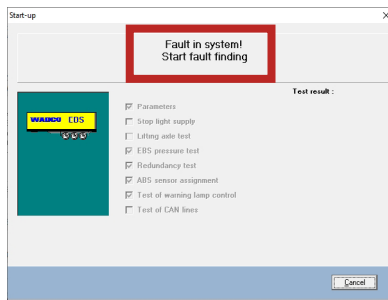 Start-up
Fault in system!
Start fault finding
Test result :
WABCO EBS
Parameters
Stop light supply
Lifting axle test
EBS pressure test
Redundancy test
ABS sensor assignment
Test of warning lamp control
Test of CAN lines
Cancel